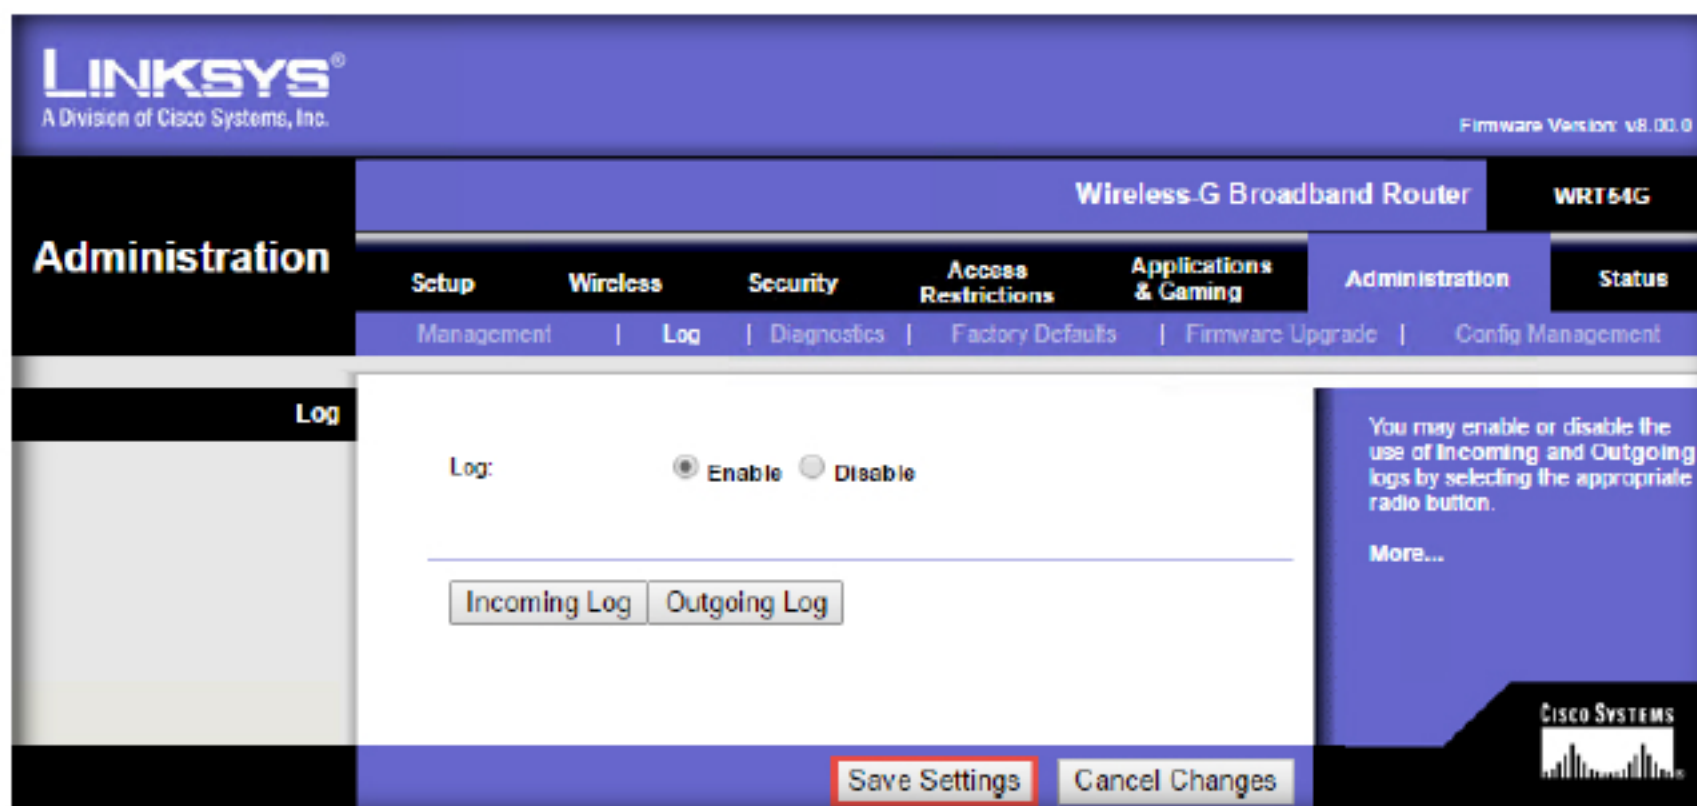 LINKSYS®
A Division of Cisco Systems, Inc.
Firmware Version: v8.00.0
Wireless-G Broadband Router
WRT54G
Administration
Setup
Wireless
Security
Access
Restrictions
Applications
& Gaming
Administration
Status
Management | Log | Diagnostics | Factory Defaults | Firmware Upgrade | Config Management
Log
Log:
Enable
Disable
You may enable or disable the
use of Incoming and Outgoing
logs by selecting the appropriate
radio button.
More...
Incoming Log
Outgoing Log
CISCO SYSTEMS
®
Save Settings
Cancel Changes